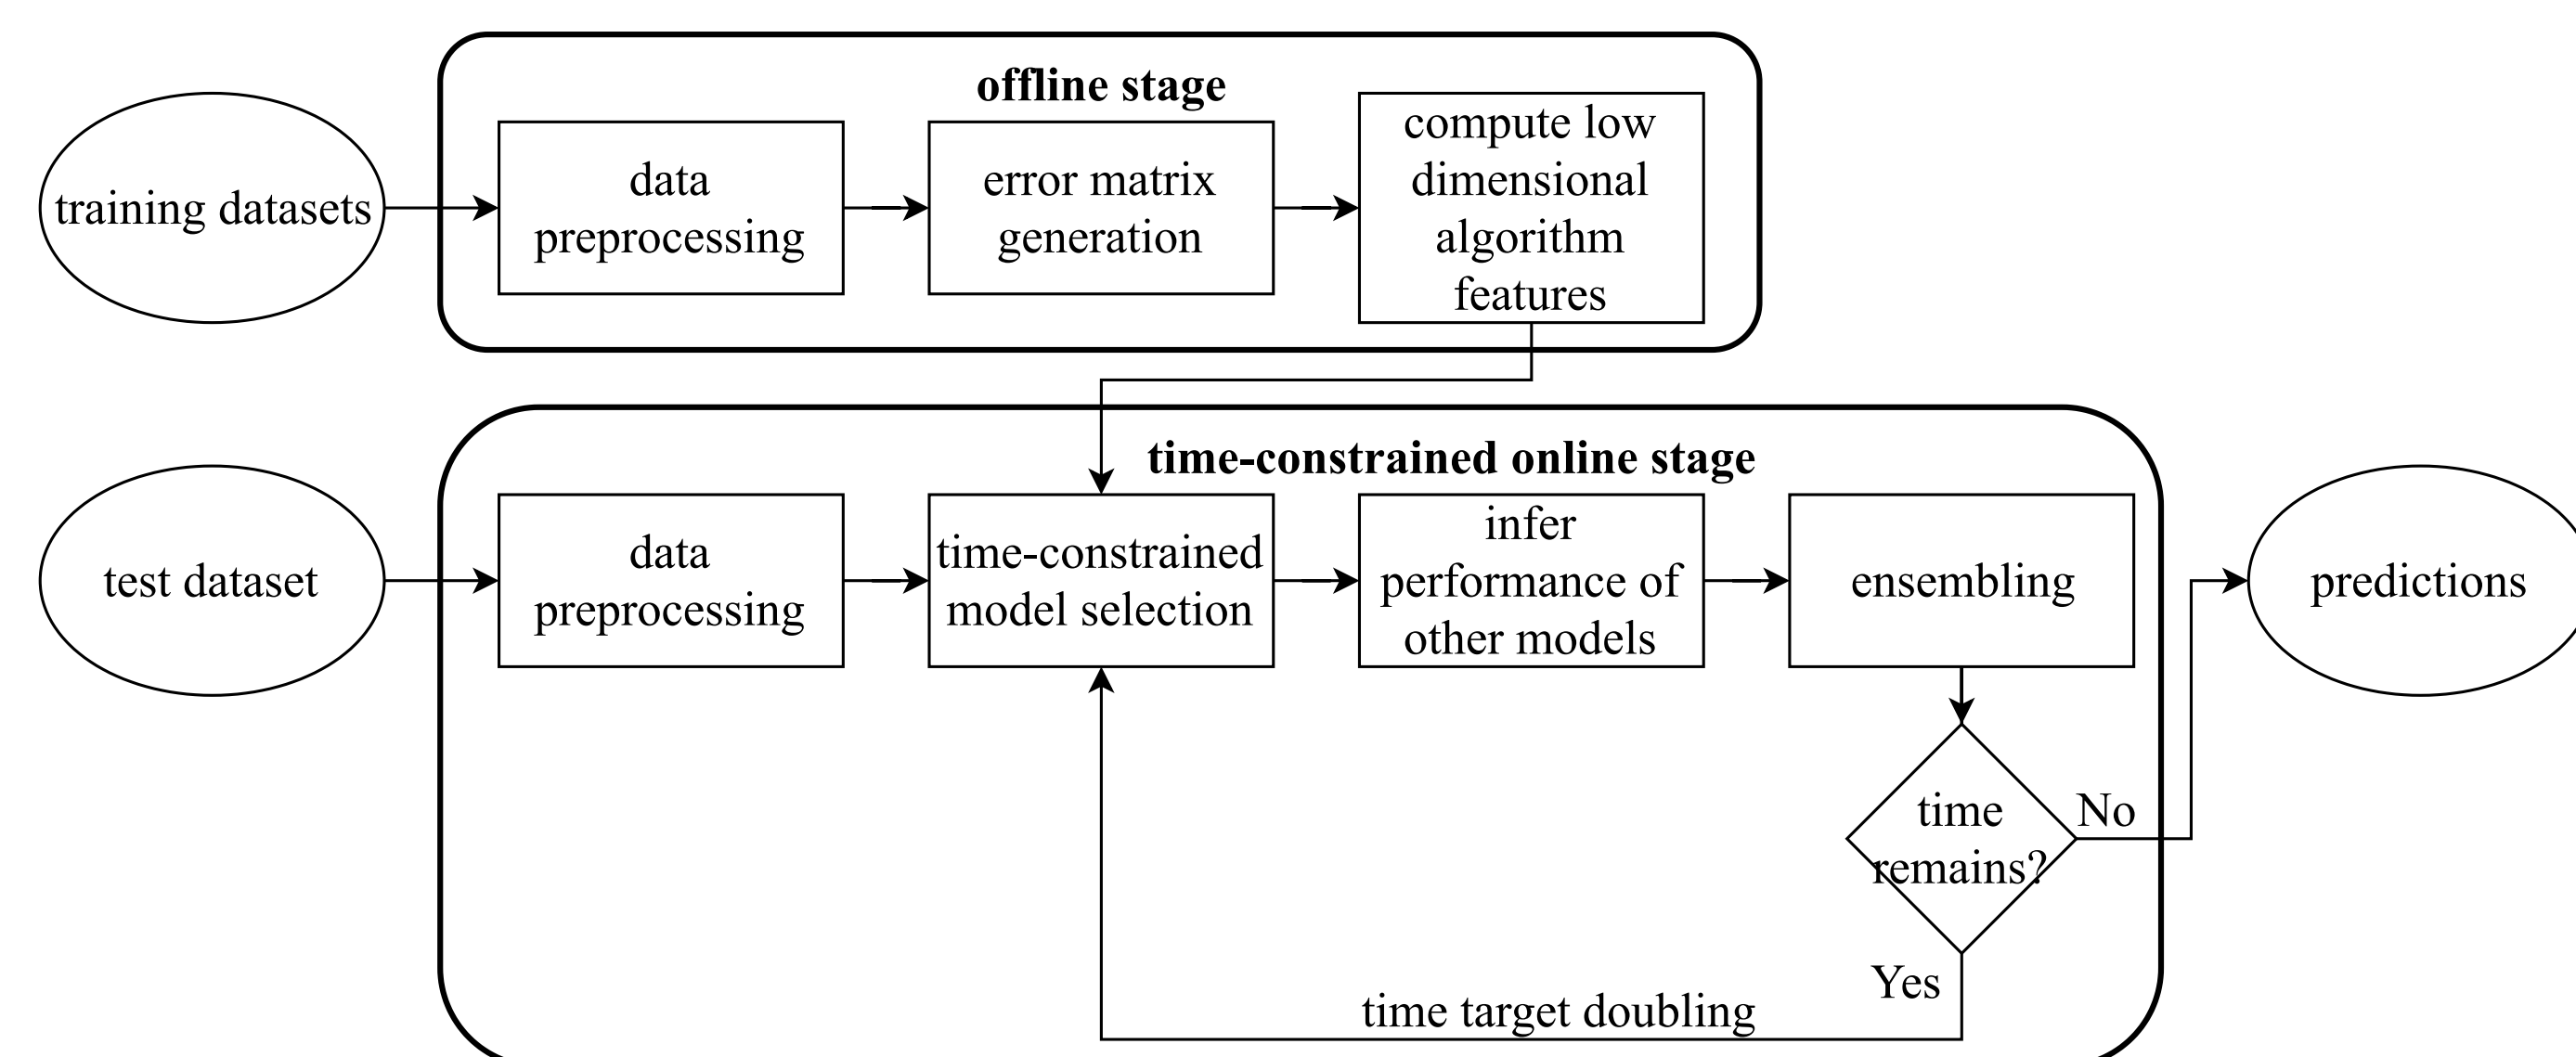 offline stage
training datasets
data
preprocessing
error matrix
generation
compute low
dimensional
algorithm
features
time-constrained online stage
test dataset
data
preprocessing
time-constrained
model selection
infer
performance of
other models
ensembling
predictions
time
remains?
No
Yes
time target doubling